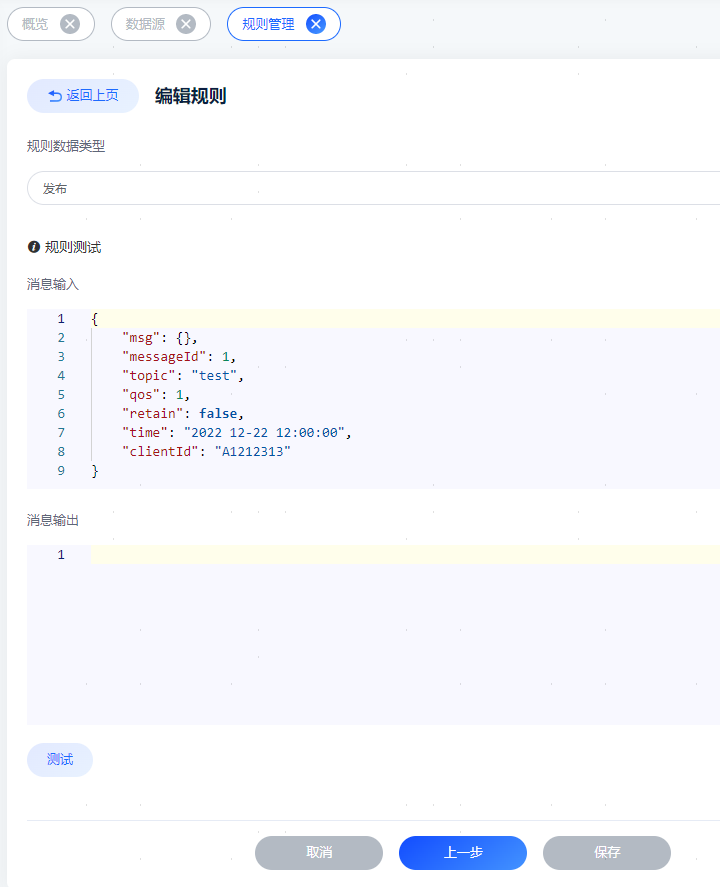 概览 数据源 规则管理
返回上页 编辑规则
规则数据类型
发布
规则测试
消息输入
1 {
2     "msg": {},
3     "messageId": 1,
4     "topic": "test",
5     "qos": 1,
6     "retain": false,
7     "time": "2022 12-22 12:00:00",
8     "clientId": "A1212313"
9 }
消息输出
1
测试
取消 上一步 保存